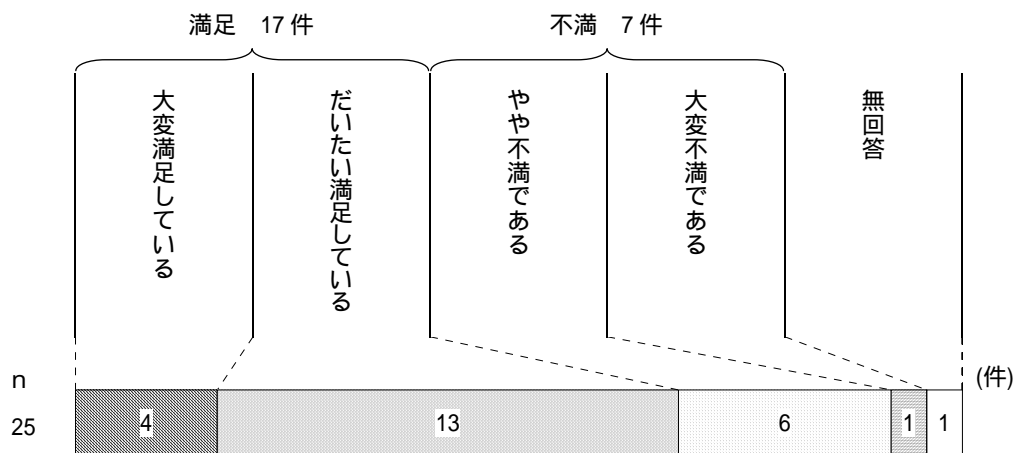 満足　17件
不満　7件
大変満足している
だいたい満足している
やや不満である
大変不満である
無回答
n
(件)
25
4
13
6
1
1